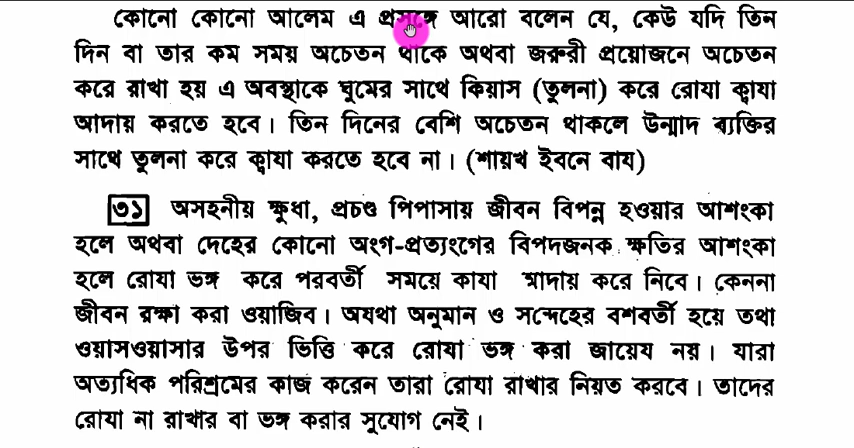 কোনো কোনো আলেম এ প্রসঙ্গে আরো বলেন যে, কেউ যদি তিন
দিন বা তার কম সময় অচেতন থাকে অথবা জরুরী প্রয়োজনে অচেতন
করে রাখা হয় এ অবস্থাকে ঘুমের সাথে কিয়াস (তুলনা) করে রোযা ক্বাযা
আদায় করতে হবে। তিন দিনের বেশি অচেতন থাকলে উন্মাদ ব্যক্তির
সাথে তুলনা করে ক্বাযা করতে হবে না। (শায়খ ইবনে বায)
৩১ অসহনীয় ক্ষুধা, প্রচণ্ড পিপাসায় জীবন বিপন্ন হওয়ার আশংকা
হলে অথবা দেহের কোনো অংগ-প্রত্যংগের বিপদজনক ক্ষতির আশংকা
হলে রোযা ভঙ্গ করে পরবর্তী সময়ে কাযা আদায় করে নিবে। কেননা
জীবন রক্ষা করা ওয়াজিব। অযথা অনুমান ও সন্দেহের বশবর্তী হয়ে তথা
ওয়াসওয়াসার উপর ভিত্তি করে রোযা ভঙ্গ করা জায়েয নয়। যারা
অত্যধিক পরিশ্রমের কাজ করেন তারা রোযা রাখার নিয়ত করবে। তাদের
রোযা না রাখার বা ভঙ্গ করার সুযোগ নেই।